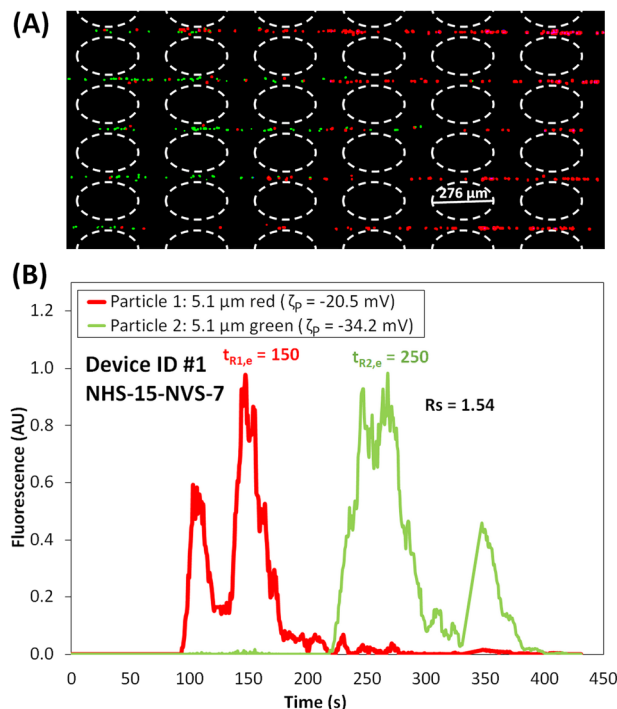 (A)
276 µm
(B)
Particle 1: 5.1 µm red (ζP = -20.5 mV)
Particle 2: 5.1 µm green (ζP = -34.2 mV)
tR1,e = 150
tR2,e = 250
Device ID #1
NHS-15-NVS-7
Rs = 1.54
Fluorescence (AU)
1.2
1.0
0.8
0.6
0.4
0.2
0.0
0 50 100 150 200 250 300 350 400 450
Time (s)